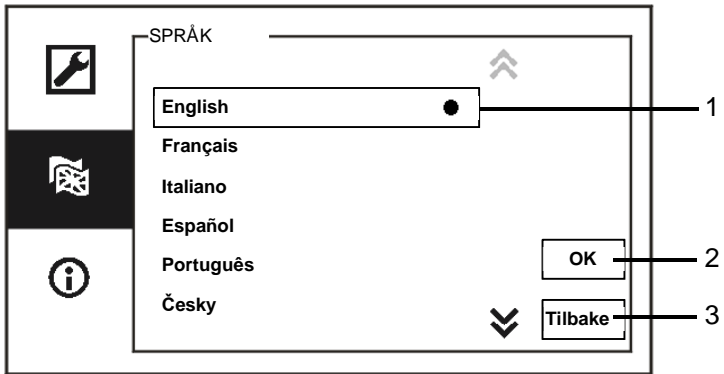 SPRÅK
English
1
Français
Italiano
Español
Português
OK
2
Česky
Tilbake
3